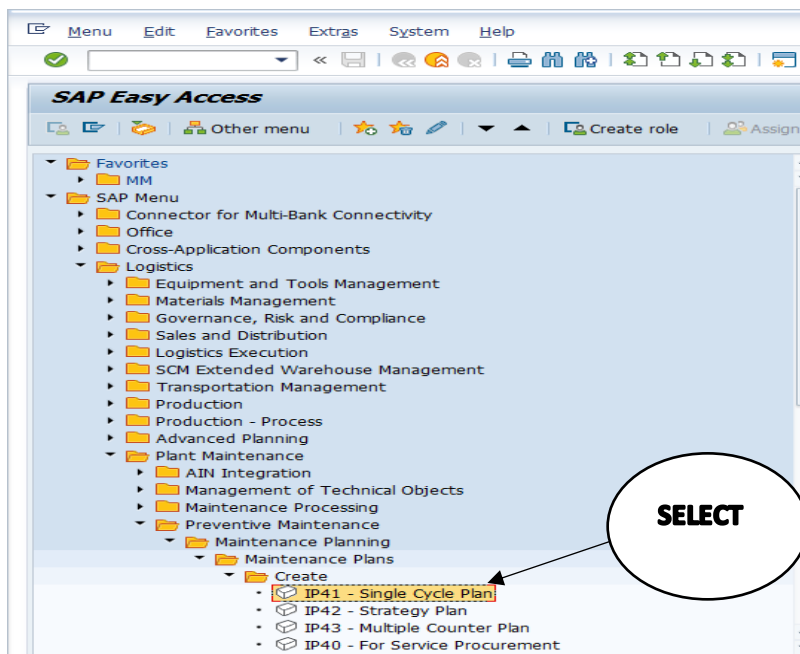 Menu Edit Favorites Extras System Help
«
SAP Easy Access
Other menu Create role Assign
Favorites
MM
SAP Menu
Connector for Multi-Bank Connectivity
Office
Cross-Application Components
Logistics
Equipment and Tools Management
Materials Management
Governance, Risk and Compliance
Sales and Distribution
Logistics Execution
SCM Extended Warehouse Management
Transportation Management
Production
Production - Process
Advanced Planning
Plant Maintenance
AIN Integration
Management of Technical Objects
Maintenance Processing
Preventive Maintenance
Maintenance Planning
Maintenance Plans
Create
IP41 - Single Cycle Plan
IP42 - Strategy Plan
IP43 - Multiple Counter Plan
IP40 - For Service Procurement
SELECT